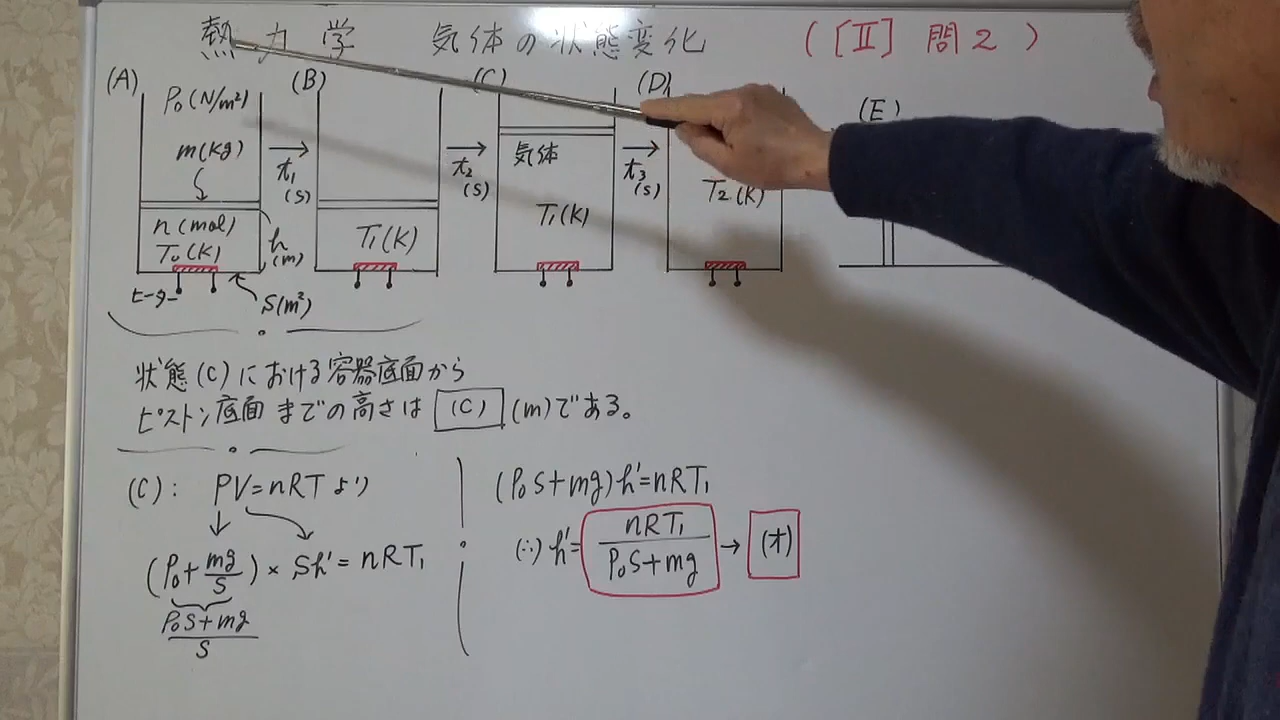 熱力学 気体の状態変化 ([II] 問2)
(A) (B) (C) (D) (E)
P₀(N/m²)
m(Kg)
n(mol)
T₀(K)
h(m)
ヒーター
S(m²)
t₁(s)
T₁(K)
t₂(s)
気体
T₁(K)
t₃(s)
T₂(K)
状態(C)における容器底面から
ピストン底面までの高さは (C) (m)である。
(C): PV=nRTより
(P₀+mg/S)×Sh'=nRT₁
P₀S+mg/S
(P₀S+mg)h'=nRT₁
(∴) h'=nRT₁/P₀S+mg → (オ)